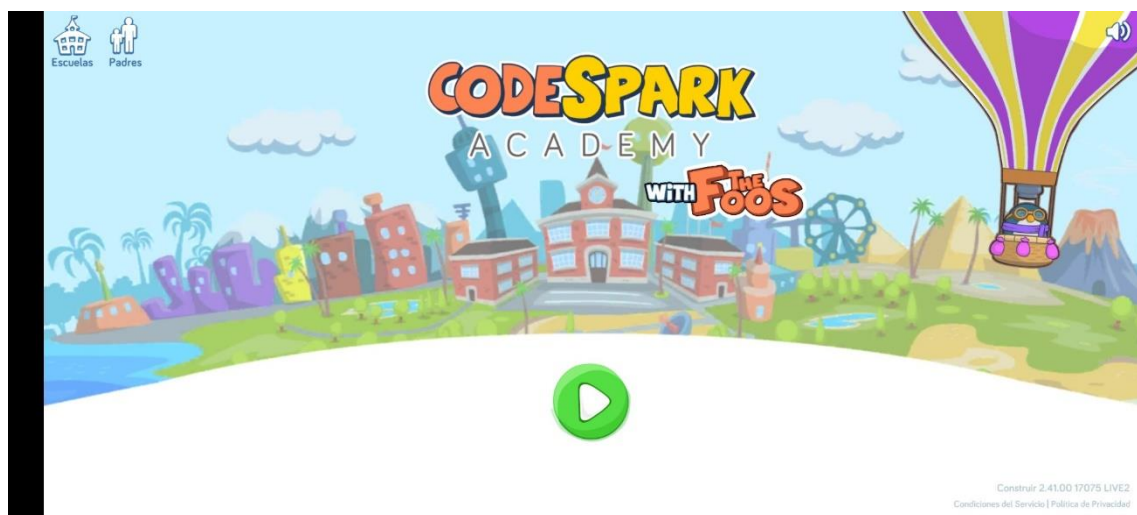 Escuelas Padres
CODESPARK
ACADEMY
WITH THE FOOS
Construir 2.41.00 17075 LIVE2
Condiciones del Servicio | Política de Privacidad